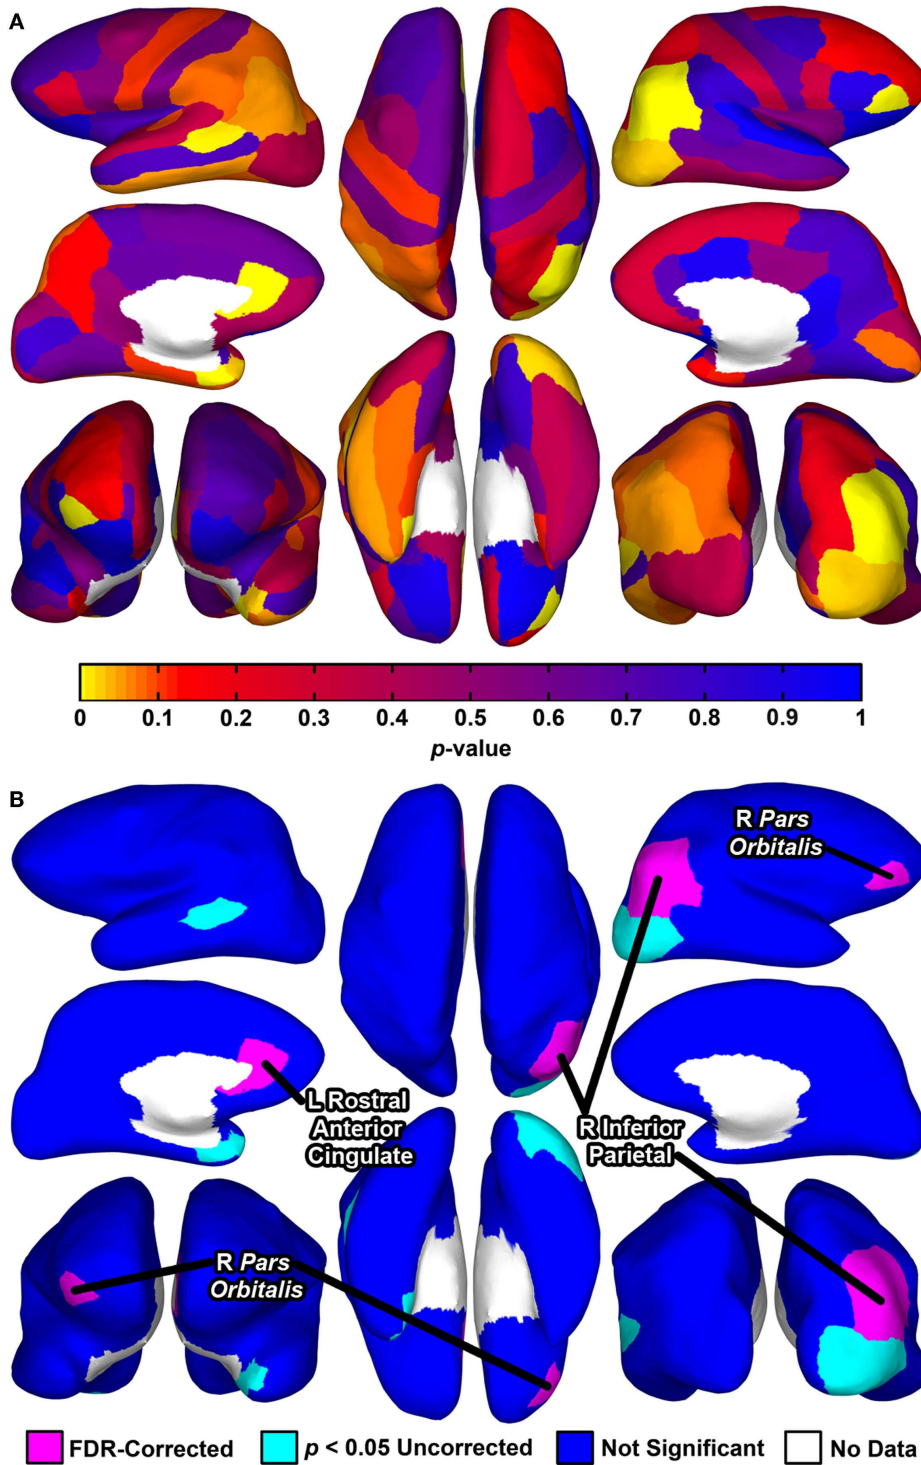 A
0 0.1 0.2 0.3 0.4 0.5 0.6 0.7 0.8 0.9 1
p-value
B
R Pars
Orbitalis
L Rostral
Anterior
Cingulate
R Inferior
Parietal
R Pars
Orbitalis
FDR-Corrected p < 0.05 Uncorrected Not Significant No Data